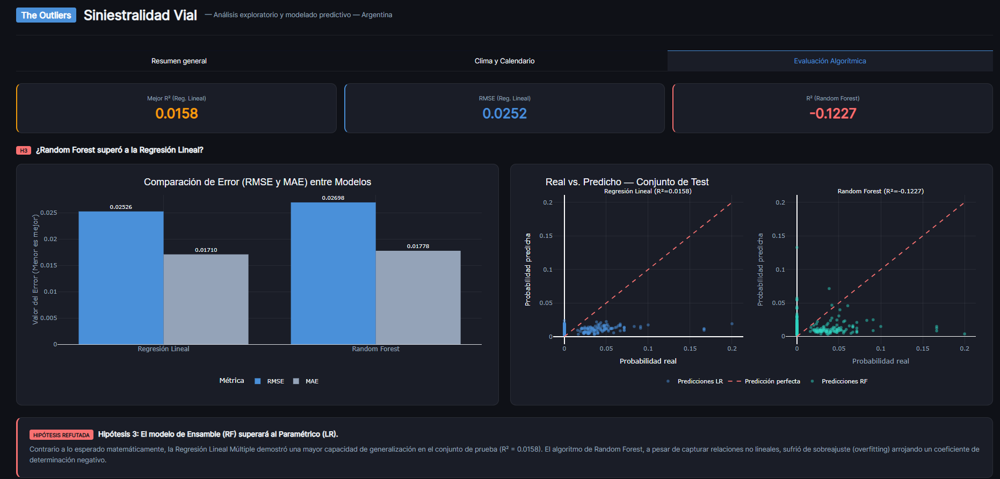 The Outliers Siniestralidad Vial — Análisis exploratorio y modelado predictivo — Argentina
Resumen general Clima y Calendario Evaluación Algorítmica
Mejor R² (Reg. Lineal)
0.0158
RMSE (Reg. Lineal)
0.0252
R² (Random Forest)
-0.1227
H3 ¿Random Forest superó a la Regresión Lineal?
Comparación de Error (RMSE y MAE) entre Modelos
Valor del Error (Menor es mejor)
0.025
0.02
0.015
0.01
0.005
0
0.02526
0.01710
0.02698
0.01778
Regresión Lineal
Random Forest
Métrica RMSE MAE
Real vs. Predicho — Conjunto de Test
Regresión Lineal (R²=0.0158)
Probabilidad predicha
0.2
0.15
0.1
0.05
0
0 0.05 0.1 0.15 0.2
Probabilidad real
Random Forest (R²=-0.1227)
Probabilidad predicha
0.2
0.15
0.1
0.05
0
0 0.05 0.1 0.15 0.2
Probabilidad real
Predicciones LR Predicción perfecta Predicciones RF
HIPÓTESIS REFUTADA Hipótesis 3: El modelo de Ensamble (RF) superará al Paramétrico (LR).
Contrario a lo esperado matemáticamente, la Regresión Lineal Múltiple demostró una mayor capacidad de generalización en el conjunto de prueba (R² = 0.0158). El algoritmo de Random Forest, a pesar de capturar relaciones no lineales, sufrió de sobreajuste (overfitting) arrojando un coeficiente de
determinación negativo.